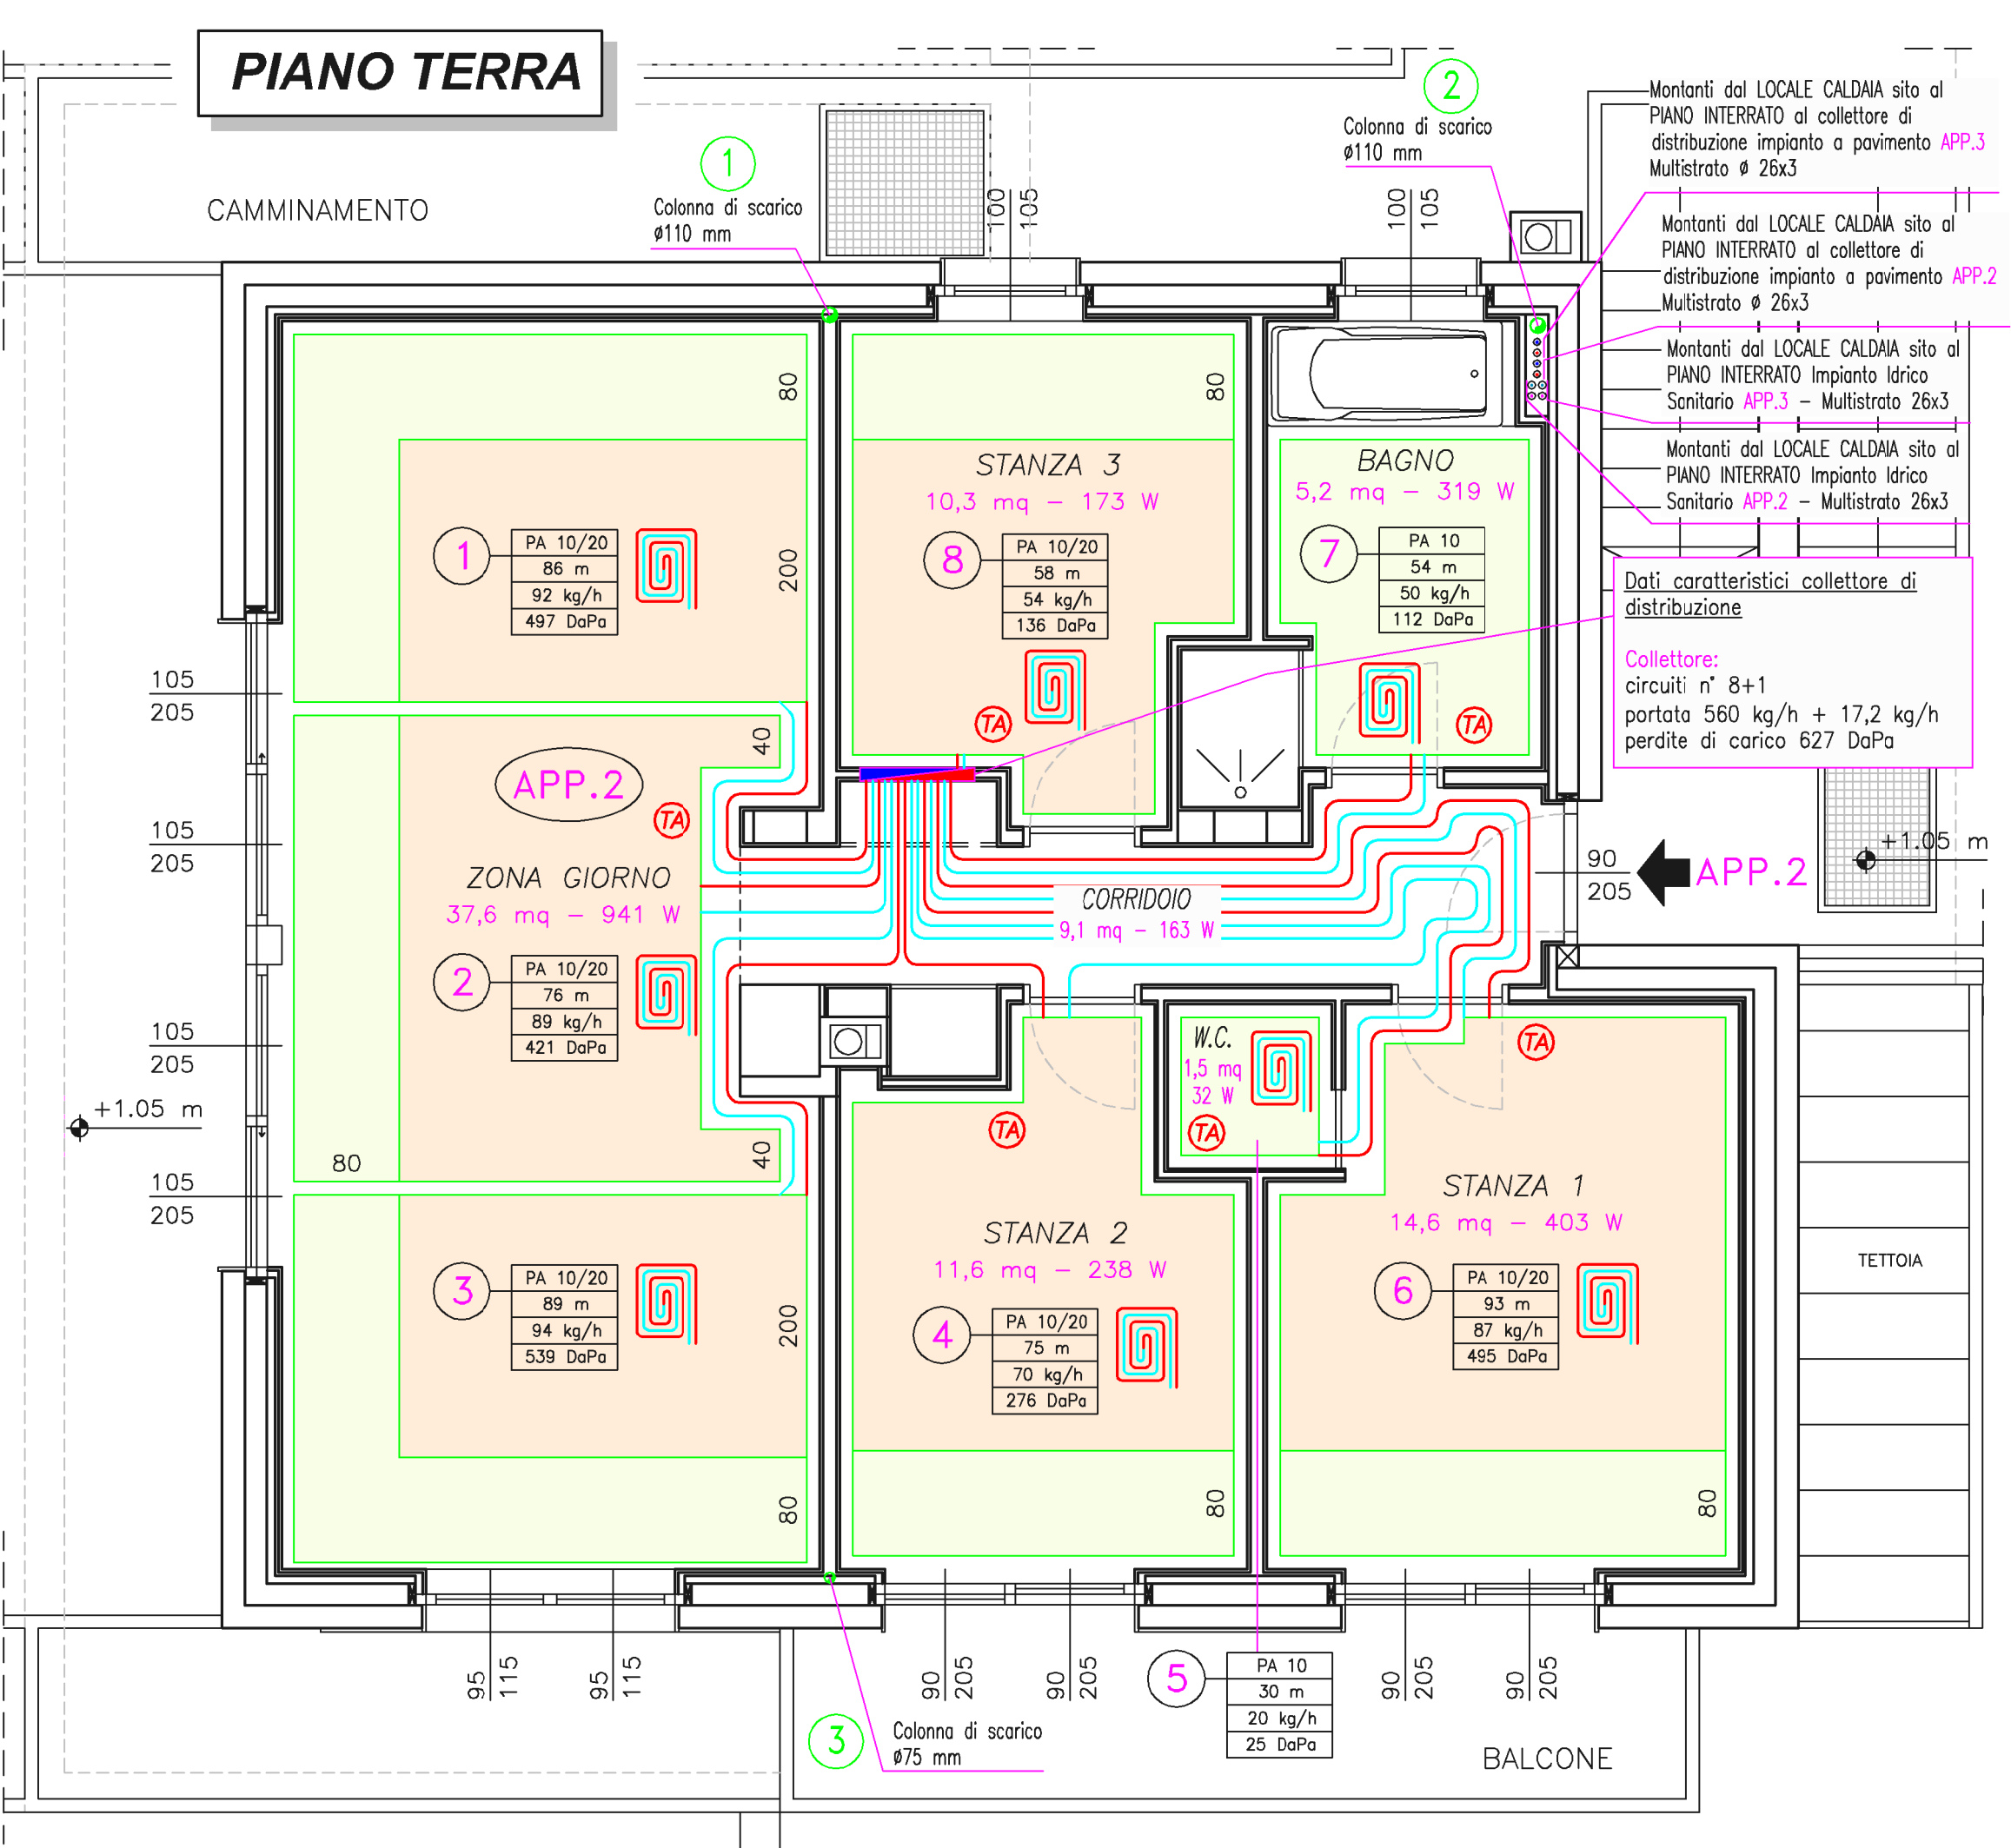 PIANO TERRA
CAMMINAMENTO
1
Colonna di scarico
ø110 mm
2
Colonna di scarico
ø110 mm
Montanti dal LOCALE CALDAIA sito al
PIANO INTERRATO al collettore di
distribuzione impianto a pavimento APP.3
Multistrato ø 26x3
Montanti dal LOCALE CALDAIA sito al
PIANO INTERRATO al collettore di
distribuzione impianto a pavimento APP.2
Multistrato ø 26x3
Montanti dal LOCALE CALDAIA sito al
PIANO INTERRATO Impianto Idrico
Sanitario APP.3 - Multistrato 26x3
Montanti dal LOCALE CALDAIA sito al
PIANO INTERRATO Impianto Idrico
Sanitario APP.2 - Multistrato 26x3
Dati caratteristici collettore di
distribuzione
Collettore:
circuiti n° 8+1
portata 560 kg/h + 17,2 kg/h
perdite di carico 627 DaPa
100
105
100
105
80
200
80
STANZA 3
10,3 mq - 173 W
BAGNO
5,2 mq - 319 W
1
PA 10/20
86 m
92 kg/h
497 DaPa
8
PA 10/20
58 m
54 kg/h
136 DaPa
7
PA 10
54 m
50 kg/h
112 DaPa
TA
TA
105
205
40
APP.2
TA
105
205
ZONA GIORNO
37,6 mq - 941 W
CORRIDOIO
9,1 mq - 163 W
90
205
APP.2
+1.05 m
2
PA 10/20
76 m
89 kg/h
421 DaPa
105
205
W.C.
1,5 mq
32 W
TA
TA
TA
+1.05 m
80
40
105
205
STANZA 1
14,6 mq - 403 W
STANZA 2
11,6 mq - 238 W
TETTOIA
3
PA 10/20
89 m
94 kg/h
539 DaPa
200
4
PA 10/20
75 m
70 kg/h
276 DaPa
6
PA 10/20
93 m
87 kg/h
495 DaPa
80
80
80
95
115
95
115
90
205
90
205
90
205
90
205
5
PA 10
30 m
20 kg/h
25 DaPa
3
Colonna di scarico
ø75 mm
BALCONE